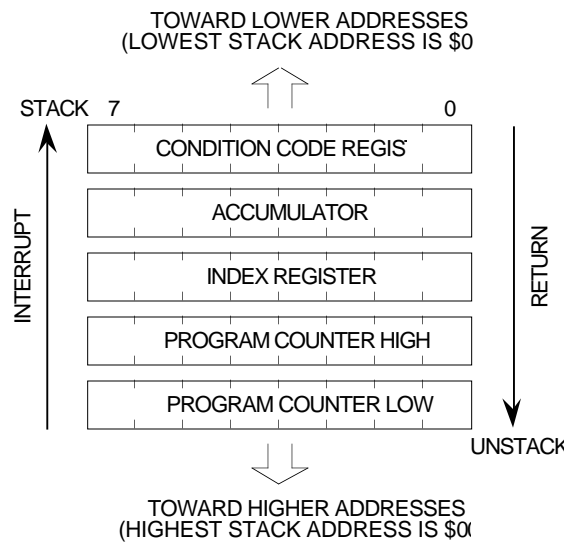 TOWARD LOWER ADDRESSES
(LOWEST STACK ADDRESS IS $0
STACK 7 0
CONDITION CODE REGIS
ACCUMULATOR
INDEX REGISTER
PROGRAM COUNTER HIGH
PROGRAM COUNTER LOW
INTERRUPT
RETURN
UNSTACK
TOWARD HIGHER ADDRESSES
(HIGHEST STACK ADDRESS IS $00